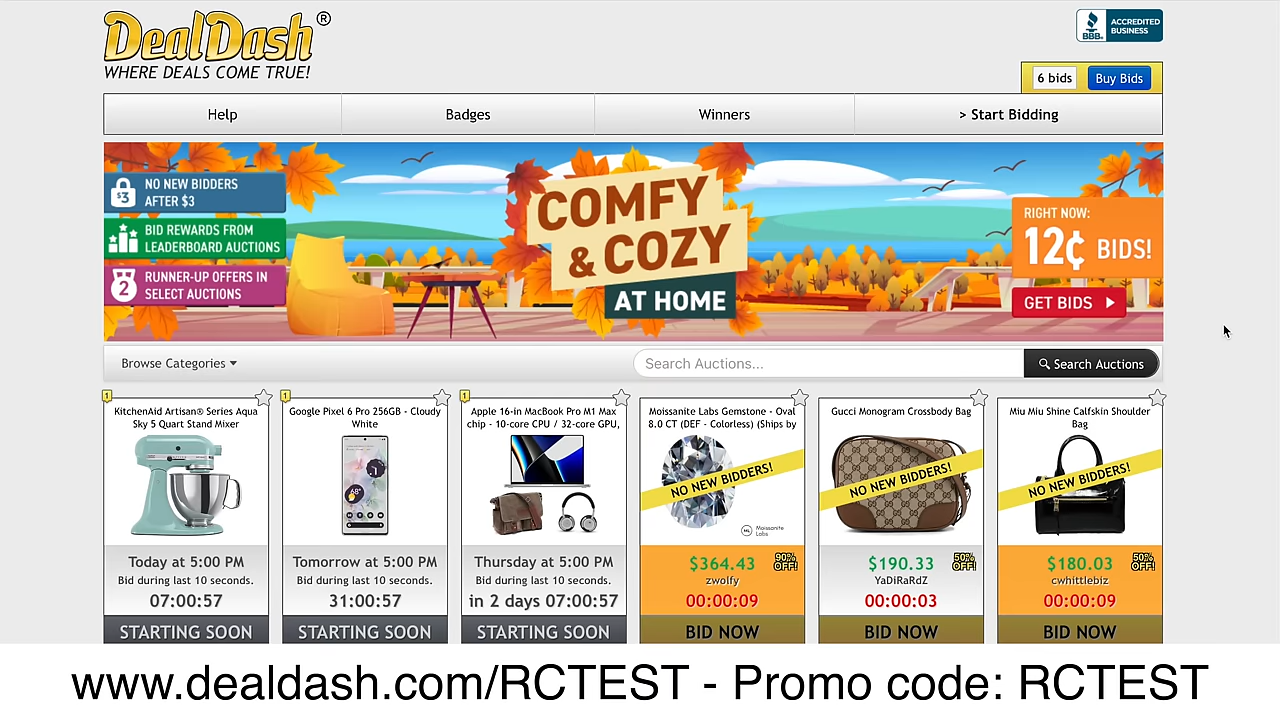 DealDash®
WHERE DEALS COME TRUE!
BBB.
ACCREDITED
BUSINESS
6 bids
Buy Bids
Help
Badges
Winners
> Start Bidding
$3
NO NEW BIDDERS
AFTER $3
BID REWARDS FROM
LEADERBOARD AUCTIONS
2
RUNNER-UP OFFERS IN
SELECT AUCTIONS
COMFY
& COZY
AT HOME
RIGHT NOW:
12¢ BIDS!
GET BIDS
Browse Categories
Search Auctions...
Search Auctions
1
KitchenAid Artisan® Series Aqua
Sky 5 Quart Stand Mixer
Today at 5:00 PM
Bid during last 10 seconds.
07:00:57
STARTING SOON
1
Google Pixel 6 Pro 256GB - Cloudy
White
Tomorrow at 5:00 PM
Bid during last 10 seconds.
31:00:57
STARTING SOON
1
Apple 16-in MacBook Pro M1 Max
chip - 10-core CPU / 32-core GPU,
Thursday at 5:00 PM
Bid during last 10 seconds.
in 2 days 07:00:57
STARTING SOON
Moissanite Labs Gemstone - Oval
8.0 CT (DEF - Colorless) (Ships by
NO NEW BIDDERS!
Moissanite
Labs
$364.43
90%
OFF!
zwolfy
00:00:09
BID NOW
Gucci Monogram Crossbody Bag
NO NEW BIDDERS!
$190.33
50%
OFF!
YaDiRaRdZ
00:00:03
BID NOW
Miu Miu Shine Calfskin Shoulder
Bag
NO NEW BIDDERS!
$180.03
50%
OFF!
cwhittlebiz
00:00:09
BID NOW
www.dealdash.com/RCTEST - Promo code: RCTEST